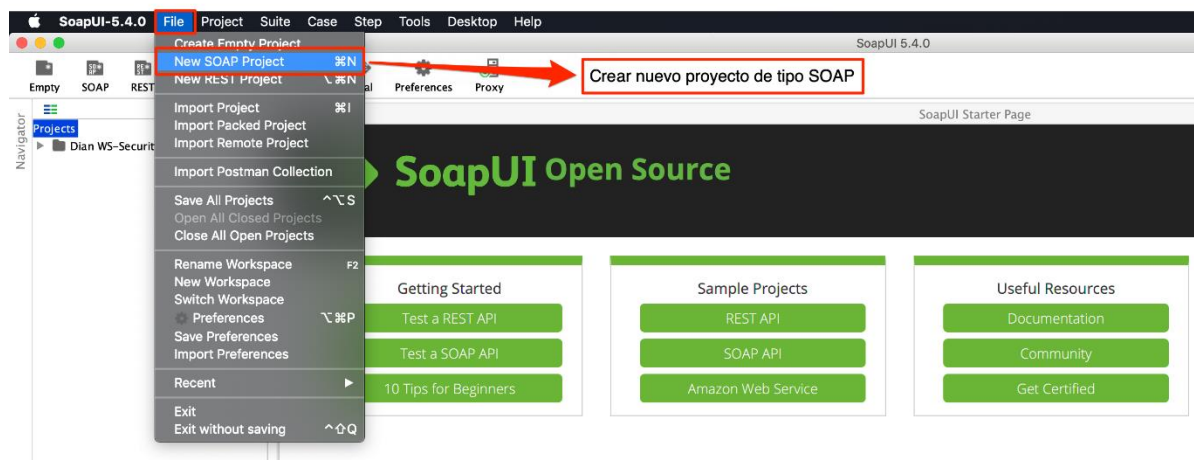 SoapUI-5.4.0 File Project Suite Case Step Tools Desktop Help
SoapUI 5.4.0
Empty SOAP REST al Preferences Proxy
Create Empty Project
New SOAP Project ⌘N
New REST Project ⌥⌘N
Import Project ⌘I
Import Packed Project
Import Remote Project
Import Postman Collection
Save All Projects ^⌥S
Open All Closed Projects
Close All Open Projects
Rename Workspace F2
New Workspace
Switch Workspace
Preferences ⌥⌘P
Save Preferences
Import Preferences
Recent
Exit
Exit without saving ^⇧Q
Crear nuevo proyecto de tipo SOAP
Navigator
Projects
Dian WS-Securit
SoapUI Starter Page
SoapUI Open Source
Getting Started
Test a REST API
Test a SOAP API
10 Tips for Beginners
Sample Projects
REST API
SOAP API
Amazon Web Service
Useful Resources
Documentation
Community
Get Certified